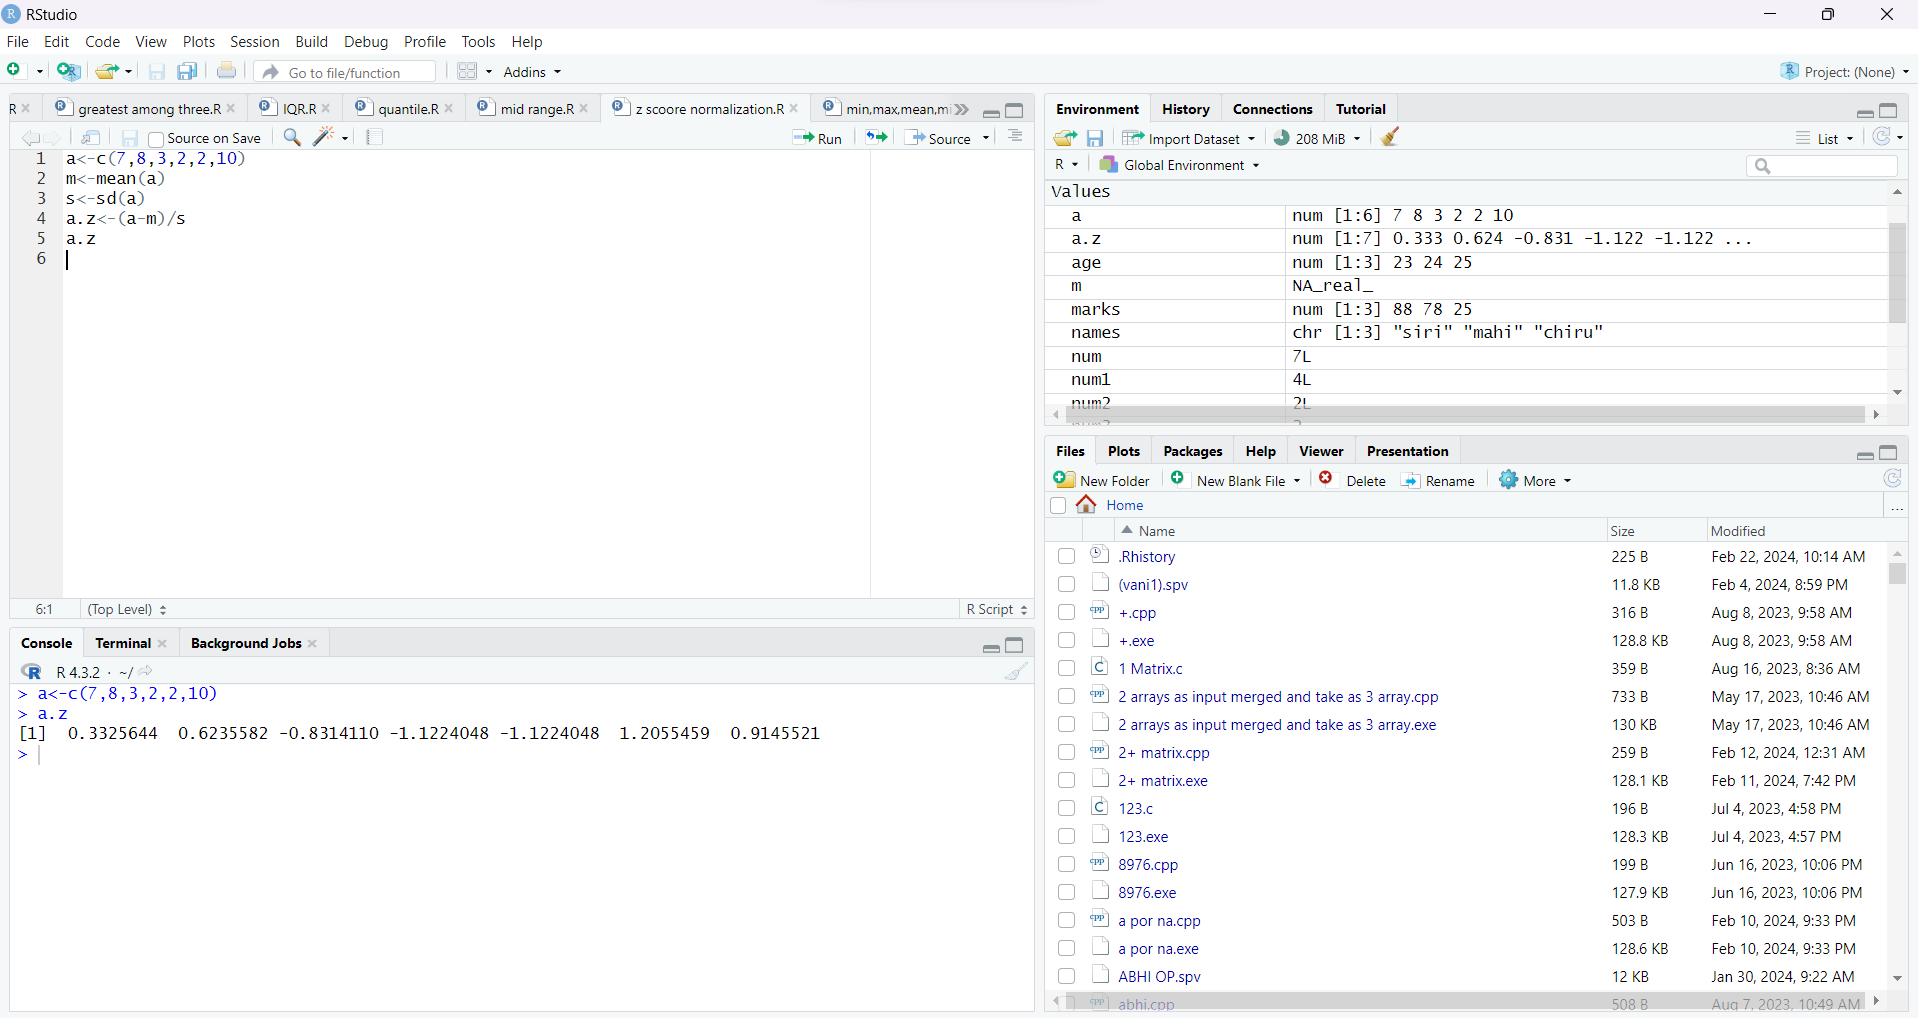 RStudio
File Edit Code View Plots Session Build Debug Profile Tools Help
Go to file/function Addins Project: (None)
R greatest among three.R IQR.R quantile.R mid range.R z scoore normalization.R min,max,mean,mi
Source on Save Run Source
1 a<-c(7,8,3,2,2,10)
2 m<-mean(a)
3 s<-sd(a)
4 a.z<-(a-m)/s
5 a.z
6
6:1 (Top Level) R Script
Console Terminal Background Jobs
R 4.3.2 · ~/
> a<-c(7,8,3,2,2,10)
> a.z
[1] 0.3325644 0.6235582 -0.8314110 -1.1224048 -1.1224048 1.2055459 0.9145521
>
Environment History Connections Tutorial
Import Dataset 208 MiB List
R Global Environment
Values
a num [1:6] 7 8 3 2 2 10
a.z num [1:7] 0.333 0.624 -0.831 -1.122 -1.122 ...
age num [1:3] 23 24 25
m NA_real_
marks num [1:3] 88 78 25
names chr [1:3] "siri" "mahi" "chiru"
num 7L
num1 4L
num2 2L
Files Plots Packages Help Viewer Presentation
New Folder New Blank File Delete Rename More
Home ...
Name Size Modified
.Rhistory 225 B Feb 22, 2024, 10:14 AM
(vani1).spv 11.8 KB Feb 4, 2024, 8:59 PM
+.cpp 316 B Aug 8, 2023, 9:58 AM
+.exe 128.8 KB Aug 8, 2023, 9:58 AM
1 Matrix.c 359 B Aug 16, 2023, 8:36 AM
2 arrays as input merged and take as 3 array.cpp 733 B May 17, 2023, 10:46 AM
2 arrays as input merged and take as 3 array.exe 130 KB May 17, 2023, 10:46 AM
2+ matrix.cpp 259 B Feb 12, 2024, 12:31 AM
2+ matrix.exe 128.1 KB Feb 11, 2024, 7:42 PM
123.c 196 B Jul 4, 2023, 4:58 PM
123.exe 128.3 KB Jul 4, 2023, 4:57 PM
8976.cpp 199 B Jun 16, 2023, 10:06 PM
8976.exe 127.9 KB Jun 16, 2023, 10:06 PM
a por na.cpp 503 B Feb 10, 2024, 9:33 PM
a por na.exe 128.6 KB Feb 10, 2024, 9:33 PM
ABHI OP.spv 12 KB Jan 30, 2024, 9:22 AM
abhi.cpp 508 B Aug 7, 2023, 10:49 AM